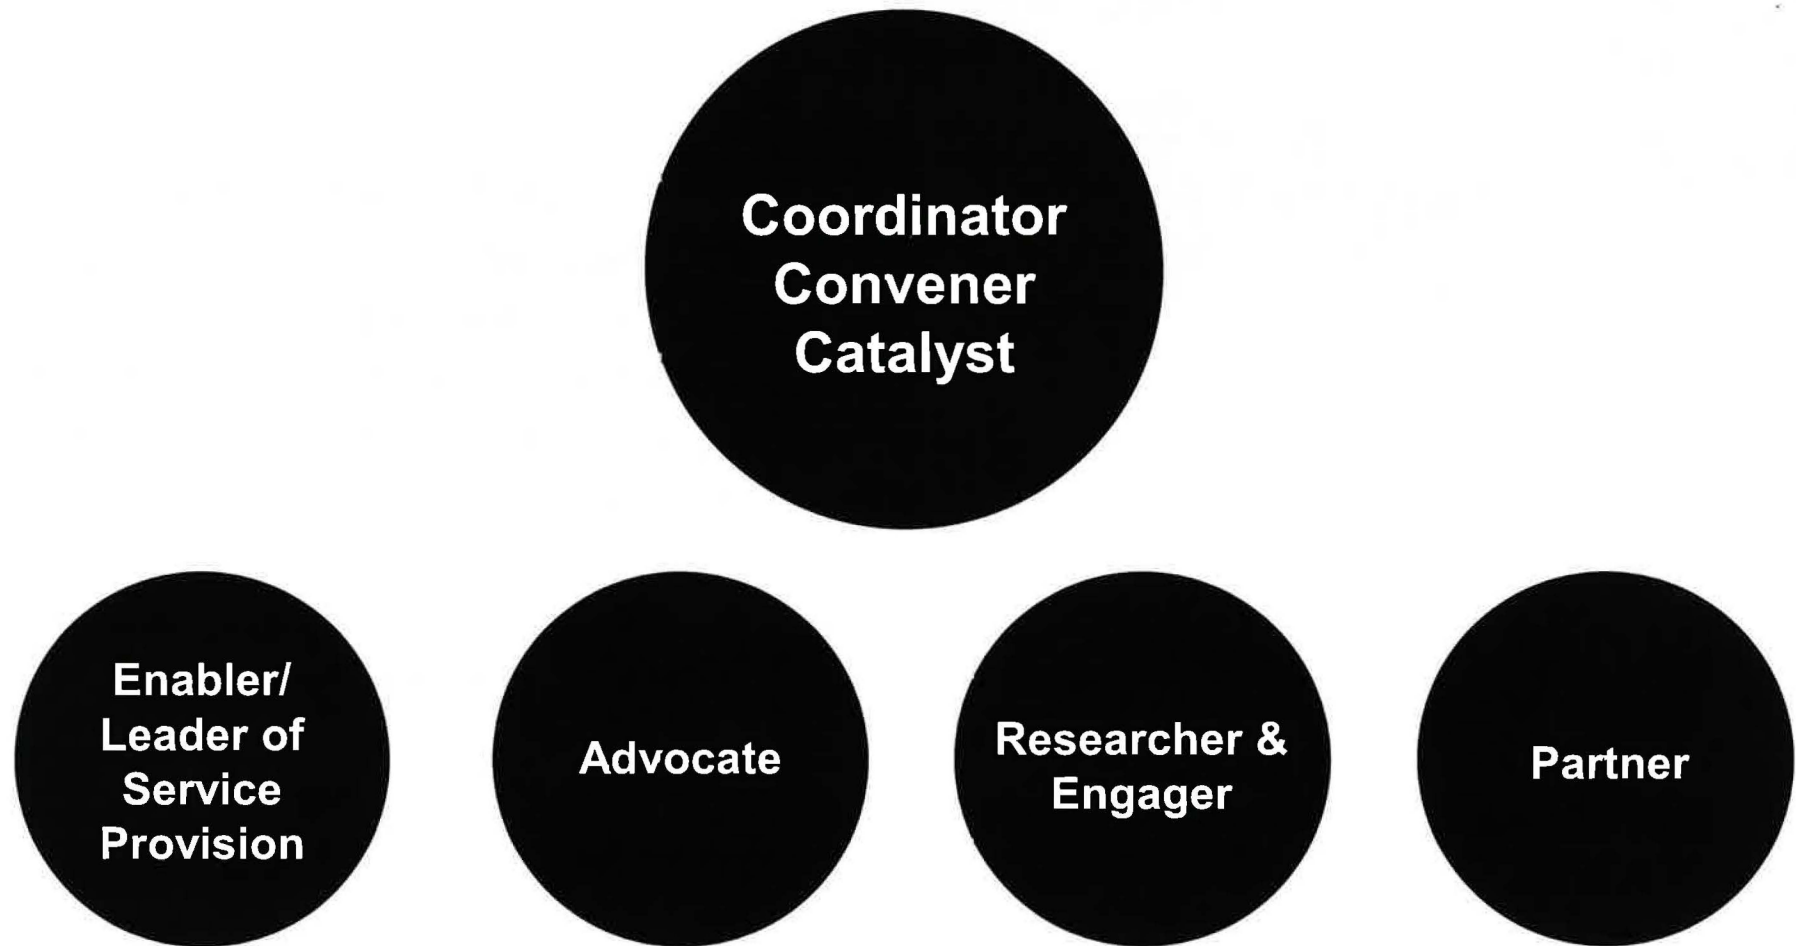 Coordinator
Convener
Catalyst
Enabler/
Leader of
Service
Provision
Advocate
Researcher &
Engager
Partner